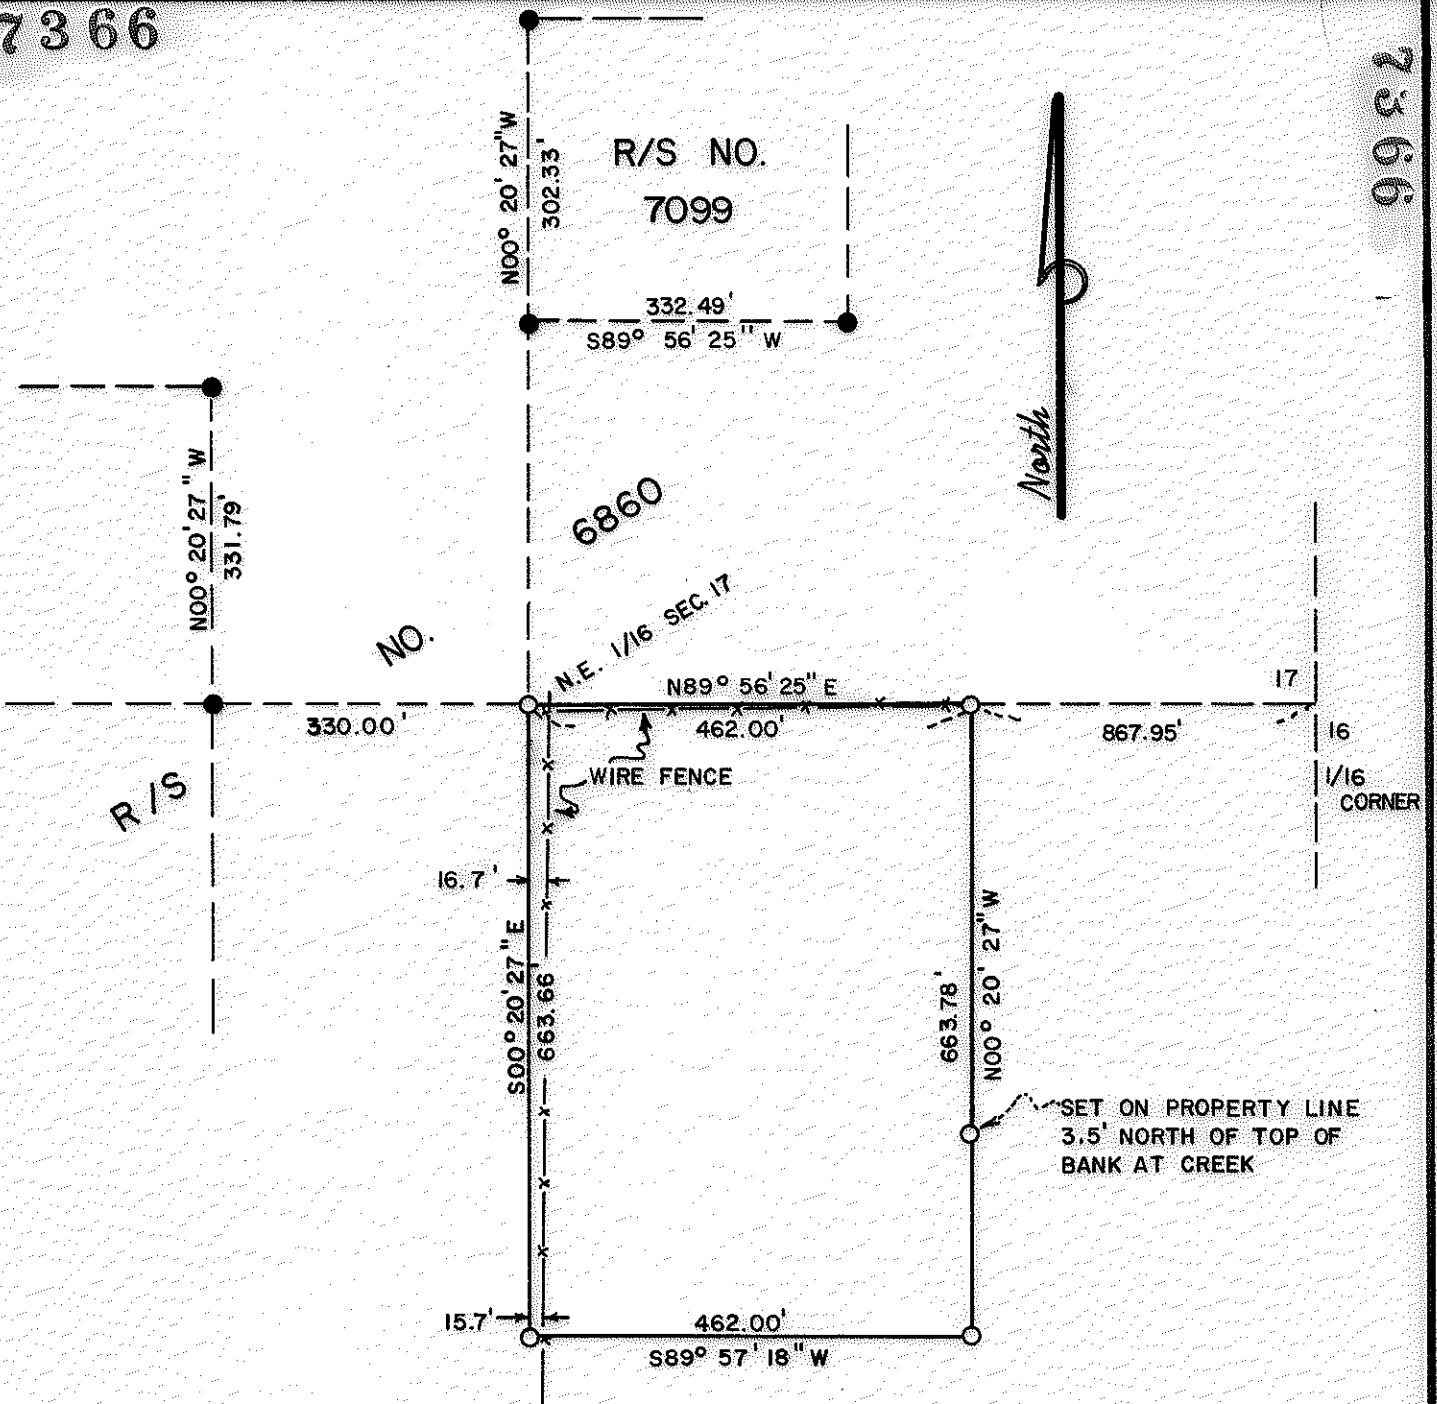 7366
7366
N00° 20' 27" W
302.33'
R/S NO.
7099
332.49'
S89° 56' 25" W
North
N00° 20' 27" W
331.79'
6860
NO.
R/S
N.E. 1/16 SEC. 17
N89° 56' 25" E
462.00'
330.00'
867.95'
17
16
1/16
CORNER
WIRE FENCE
16.7'
S00° 20' 27" E
663.66'
663.78'
N00° 20' 27" W
SET ON PROPERTY LINE
3.5' NORTH OF TOP OF
BANK AT CREEK
15.7'
462.00'
S89° 57' 18" W